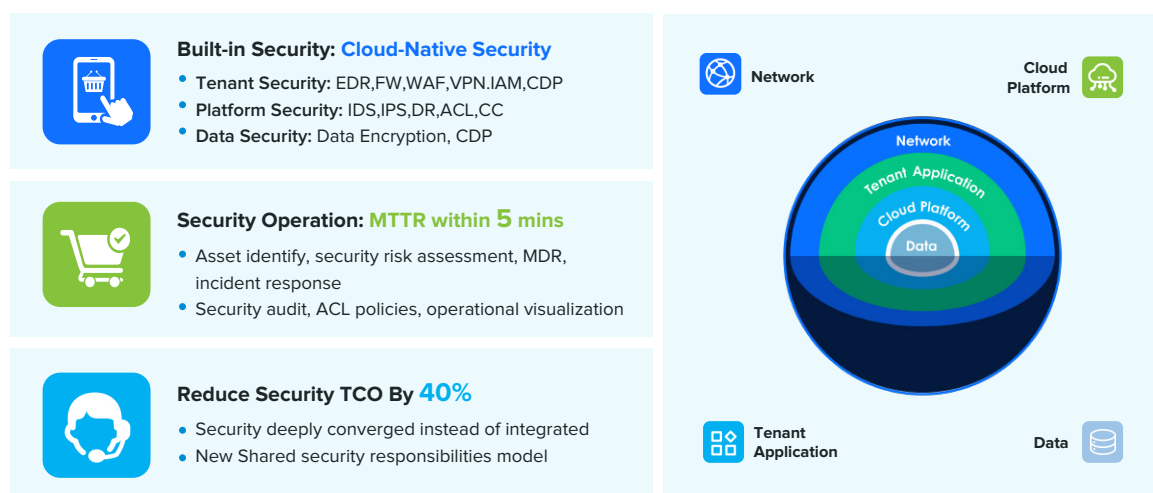 Built-in Security: Cloud-Native Security
Tenant Security: EDR,FW,WAF,VPN.IAM,CDP
Platform Security: IDS,IPS,DR,ACL,CC
Data Security: Data Encryption, CDP
Security Operation: MTTR within 5 mins
Asset identify, security risk assessment, MDR,
incident response
Security audit, ACL policies, operational visualization
Reduce Security TCO By 40%
Security deeply converged instead of integrated
New Shared security responsibilities model
Network
Cloud
Platform
Network
Tenant Application
Cloud Platform
Data
Tenant
Application
Data